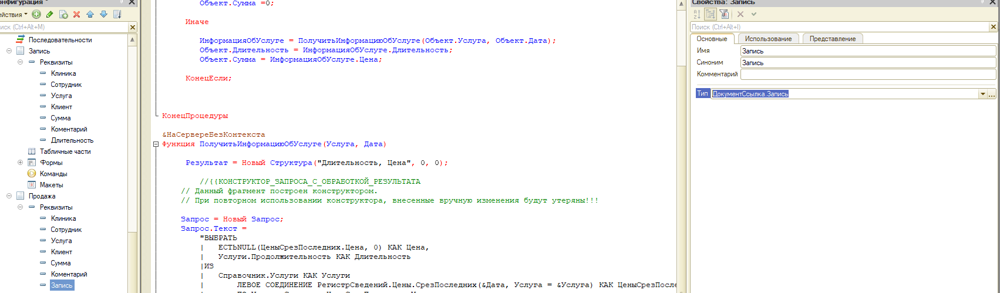 онфигурация *
ействия
иск (Ctrl+Alt+M)
Последовательности
Запись
Реквизиты
Клиника
Сотрудник
Услуга
Клиент
Сумма
Коментарий
Длительность
Табличные части
Формы
Команды
Макеты
Продажа
Реквизиты
Клиника
Сотрудник
Услуга
Клиент
Сумма
Коментарий
Запись
Объект.Сумма =0;
Иначе
ИнформацияОбУслуге = ПолучитьИнформациюОбУслуге(Объект.Услуга, Объект.Дата);
Объект.Длительность = ИнформацияОбУслуге.Длительность;
Объект.Сумма = ИнформацияОбУслуге.Цена;
КонецЕсли;
КонецПроцедуры
&НаСервереБезКонтекста
Функция ПолучитьИнформациюОбУслуге(Услуга, Дата)
Результат = Новый Структура("Длительность, Цена", 0, 0);
//{{КОНСТРУКТОР_ЗАПРОСА_С_ОБРАБОТКОЙ_РЕЗУЛЬТАТА
// Данный фрагмент построен конструктором.
// При повторном использовании конструктора, внесенные вручную изменения будут утеряны!!!
Запрос = Новый Запрос;
Запрос.Текст =
"ВЫБРАТЬ
| ЕСТЬNULL(ЦеныСрезПоследних.Цена, 0) КАК Цена,
| Услуги.Продолжительность КАК Длительность
|ИЗ
| Справочник.Услуги КАК Услуги
| ЛЕВОЕ СОЕДИНЕНИЕ РегистрСведений.Цены.СрезПоследних(&Дата, Услуга = &Услуга) КАК ЦеныСрезПосле
Свойства: Запись
Поиск (Ctrl+Alt+I)
Основные Использование Представление
Имя Запись
Синоним Запись
Комментарий
Тип ДокументСсылка.Запись